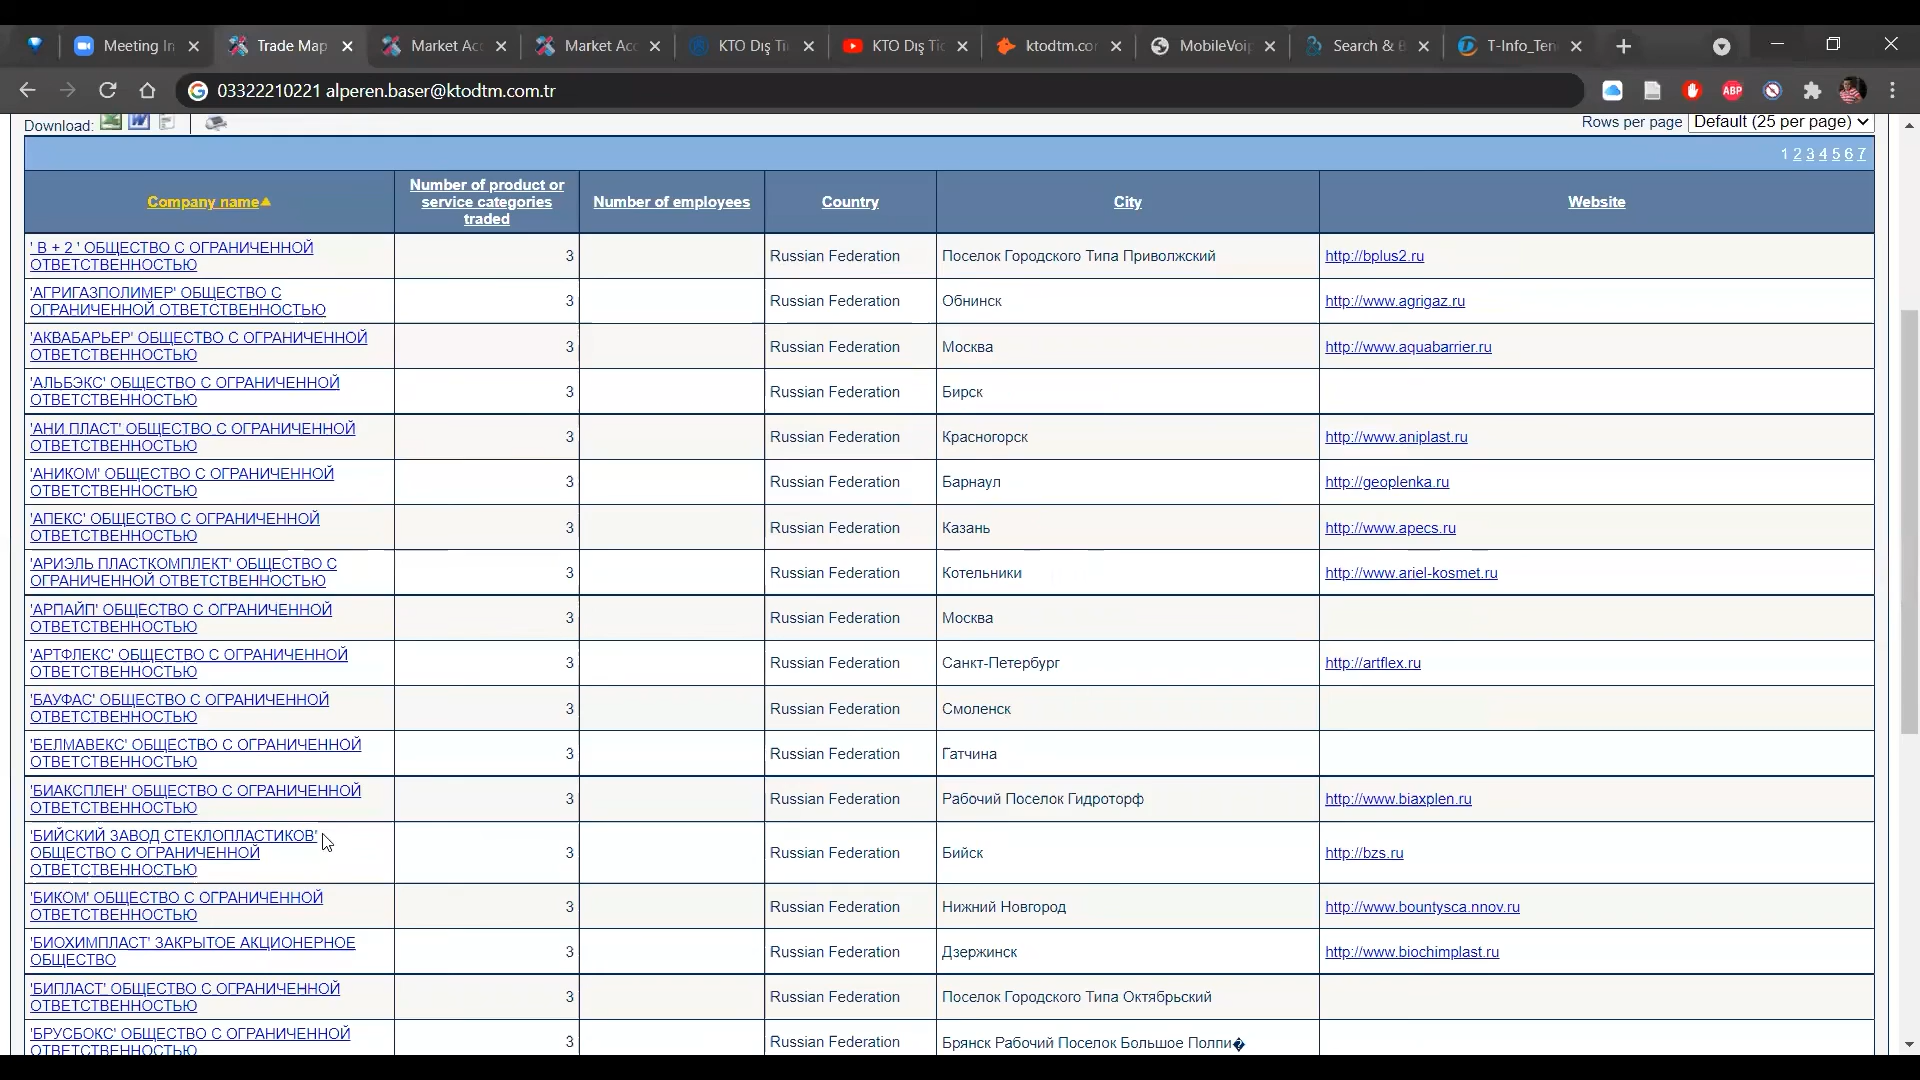 Meeting In
Trade Map
Market Acc
Market Acc
KTO Dış Ti
KTO Dış Tic
ktodtm.co
MobileVoip
Search & B
T-Info_Ten
03322210221 alperen.baser@ktodtm.com.tr
Download:
Rows per page Default (25 per page)
1 2 3 4 5 6 7
Company name
Number of product or
service categories
traded
Number of employees
Country
City
Website
' В + 2 ' ОБЩЕСТВО С ОГРАНИЧЕННОЙ
ОТВЕТСТВЕННОСТЬЮ
3
Russian Federation
Поселок Городского Типа Приволжский
http://bplus2.ru
'АГРИГАЗПОЛИМЕР' ОБЩЕСТВО С
ОГРАНИЧЕННОЙ ОТВЕТСТВЕННОСТЬЮ
3
Russian Federation
Обнинск
http://www.agrigaz.ru
'АКВАБАРЬЕР' ОБЩЕСТВО С ОГРАНИЧЕННОЙ
ОТВЕТСТВЕННОСТЬЮ
3
Russian Federation
Москва
http://www.aquabarrier.ru
'АЛЬБЭКС' ОБЩЕСТВО С ОГРАНИЧЕННОЙ
ОТВЕТСТВЕННОСТЬЮ
3
Russian Federation
Бирск
'АНИ ПЛАСТ' ОБЩЕСТВО С ОГРАНИЧЕННОЙ
ОТВЕТСТВЕННОСТЬЮ
3
Russian Federation
Красногорск
http://www.aniplast.ru
'АНИКОМ' ОБЩЕСТВО С ОГРАНИЧЕННОЙ
ОТВЕТСТВЕННОСТЬЮ
3
Russian Federation
Барнаул
http://geoplenka.ru
'АПЕКС' ОБЩЕСТВО С ОГРАНИЧЕННОЙ
ОТВЕТСТВЕННОСТЬЮ
3
Russian Federation
Казань
http://www.apecs.ru
'АРИЭЛЬ ПЛАСТКОМПЛЕКТ' ОБЩЕСТВО С
ОГРАНИЧЕННОЙ ОТВЕТСТВЕННОСТЬЮ
3
Russian Federation
Котельники
http://www.ariel-kosmet.ru
'АРПАЙП' ОБЩЕСТВО С ОГРАНИЧЕННОЙ
ОТВЕТСТВЕННОСТЬЮ
3
Russian Federation
Москва
'АРТФЛЕКС' ОБЩЕСТВО С ОГРАНИЧЕННОЙ
ОТВЕТСТВЕННОСТЬЮ
3
Russian Federation
Санкт-Петербург
http://artflex.ru
'БАУФАС' ОБЩЕСТВО С ОГРАНИЧЕННОЙ
ОТВЕТСТВЕННОСТЬЮ
3
Russian Federation
Смоленск
'БЕЛМАВЕКС' ОБЩЕСТВО С ОГРАНИЧЕННОЙ
ОТВЕТСТВЕННОСТЬЮ
3
Russian Federation
Гатчина
'БИАКСПЛЕН' ОБЩЕСТВО С ОГРАНИЧЕННОЙ
ОТВЕТСТВЕННОСТЬЮ
3
Russian Federation
Рабочий Поселок Гидроторф
http://www.biaxplen.ru
'БИЙСКИЙ ЗАВОД СТЕКЛОПЛАСТИКОВ'
ОБЩЕСТВО С ОГРАНИЧЕННОЙ
ОТВЕТСТВЕННОСТЬЮ
3
Russian Federation
Бийск
http://bzs.ru
'БИКОМ' ОБЩЕСТВО С ОГРАНИЧЕННОЙ
ОТВЕТСТВЕННОСТЬЮ
3
Russian Federation
Нижний Новгород
http://www.bountysca.nnov.ru
'БИОХИМПЛАСТ' ЗАКРЫТОЕ АКЦИОНЕРНОЕ
ОБЩЕСТВО
3
Russian Federation
Дзержинск
http://www.biochimplast.ru
'БИПЛАСТ' ОБЩЕСТВО С ОГРАНИЧЕННОЙ
ОТВЕТСТВЕННОСТЬЮ
3
Russian Federation
Поселок Городского Типа Октябрьский
'БРУСБОКС' ОБЩЕСТВО С ОГРАНИЧЕННОЙ
ОТВЕТСТВЕННОСТЬЮ
3
Russian Federation
Брянск Рабочий Поселок Большое Полпи�